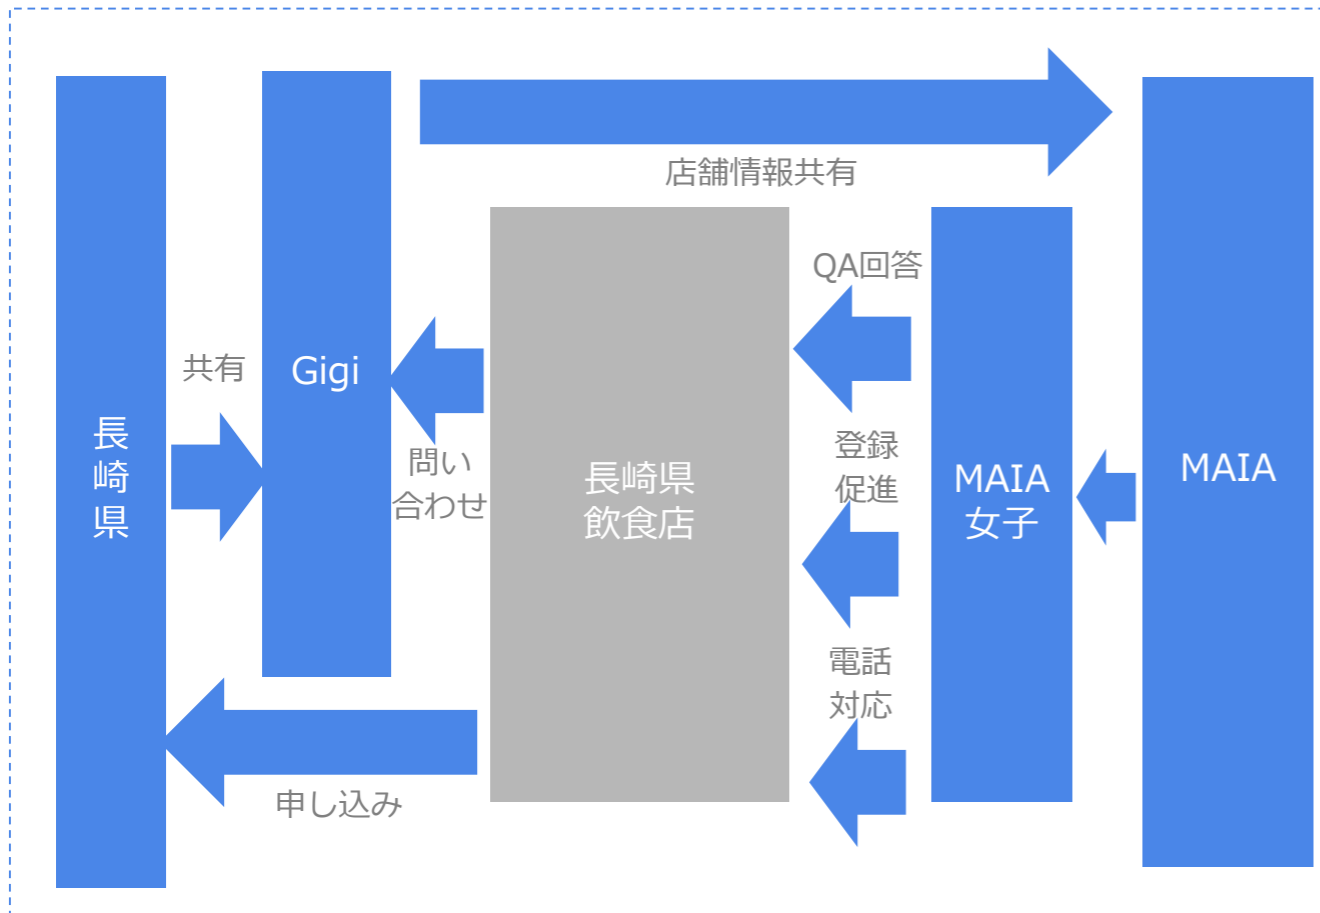 店舗情報共有
QA回答
共有
Gigi
問い
合わせ
長
崎
県
長崎県
飲食店
登録
促進
MAIA
女子
MAIA
電話
対応
申し込み